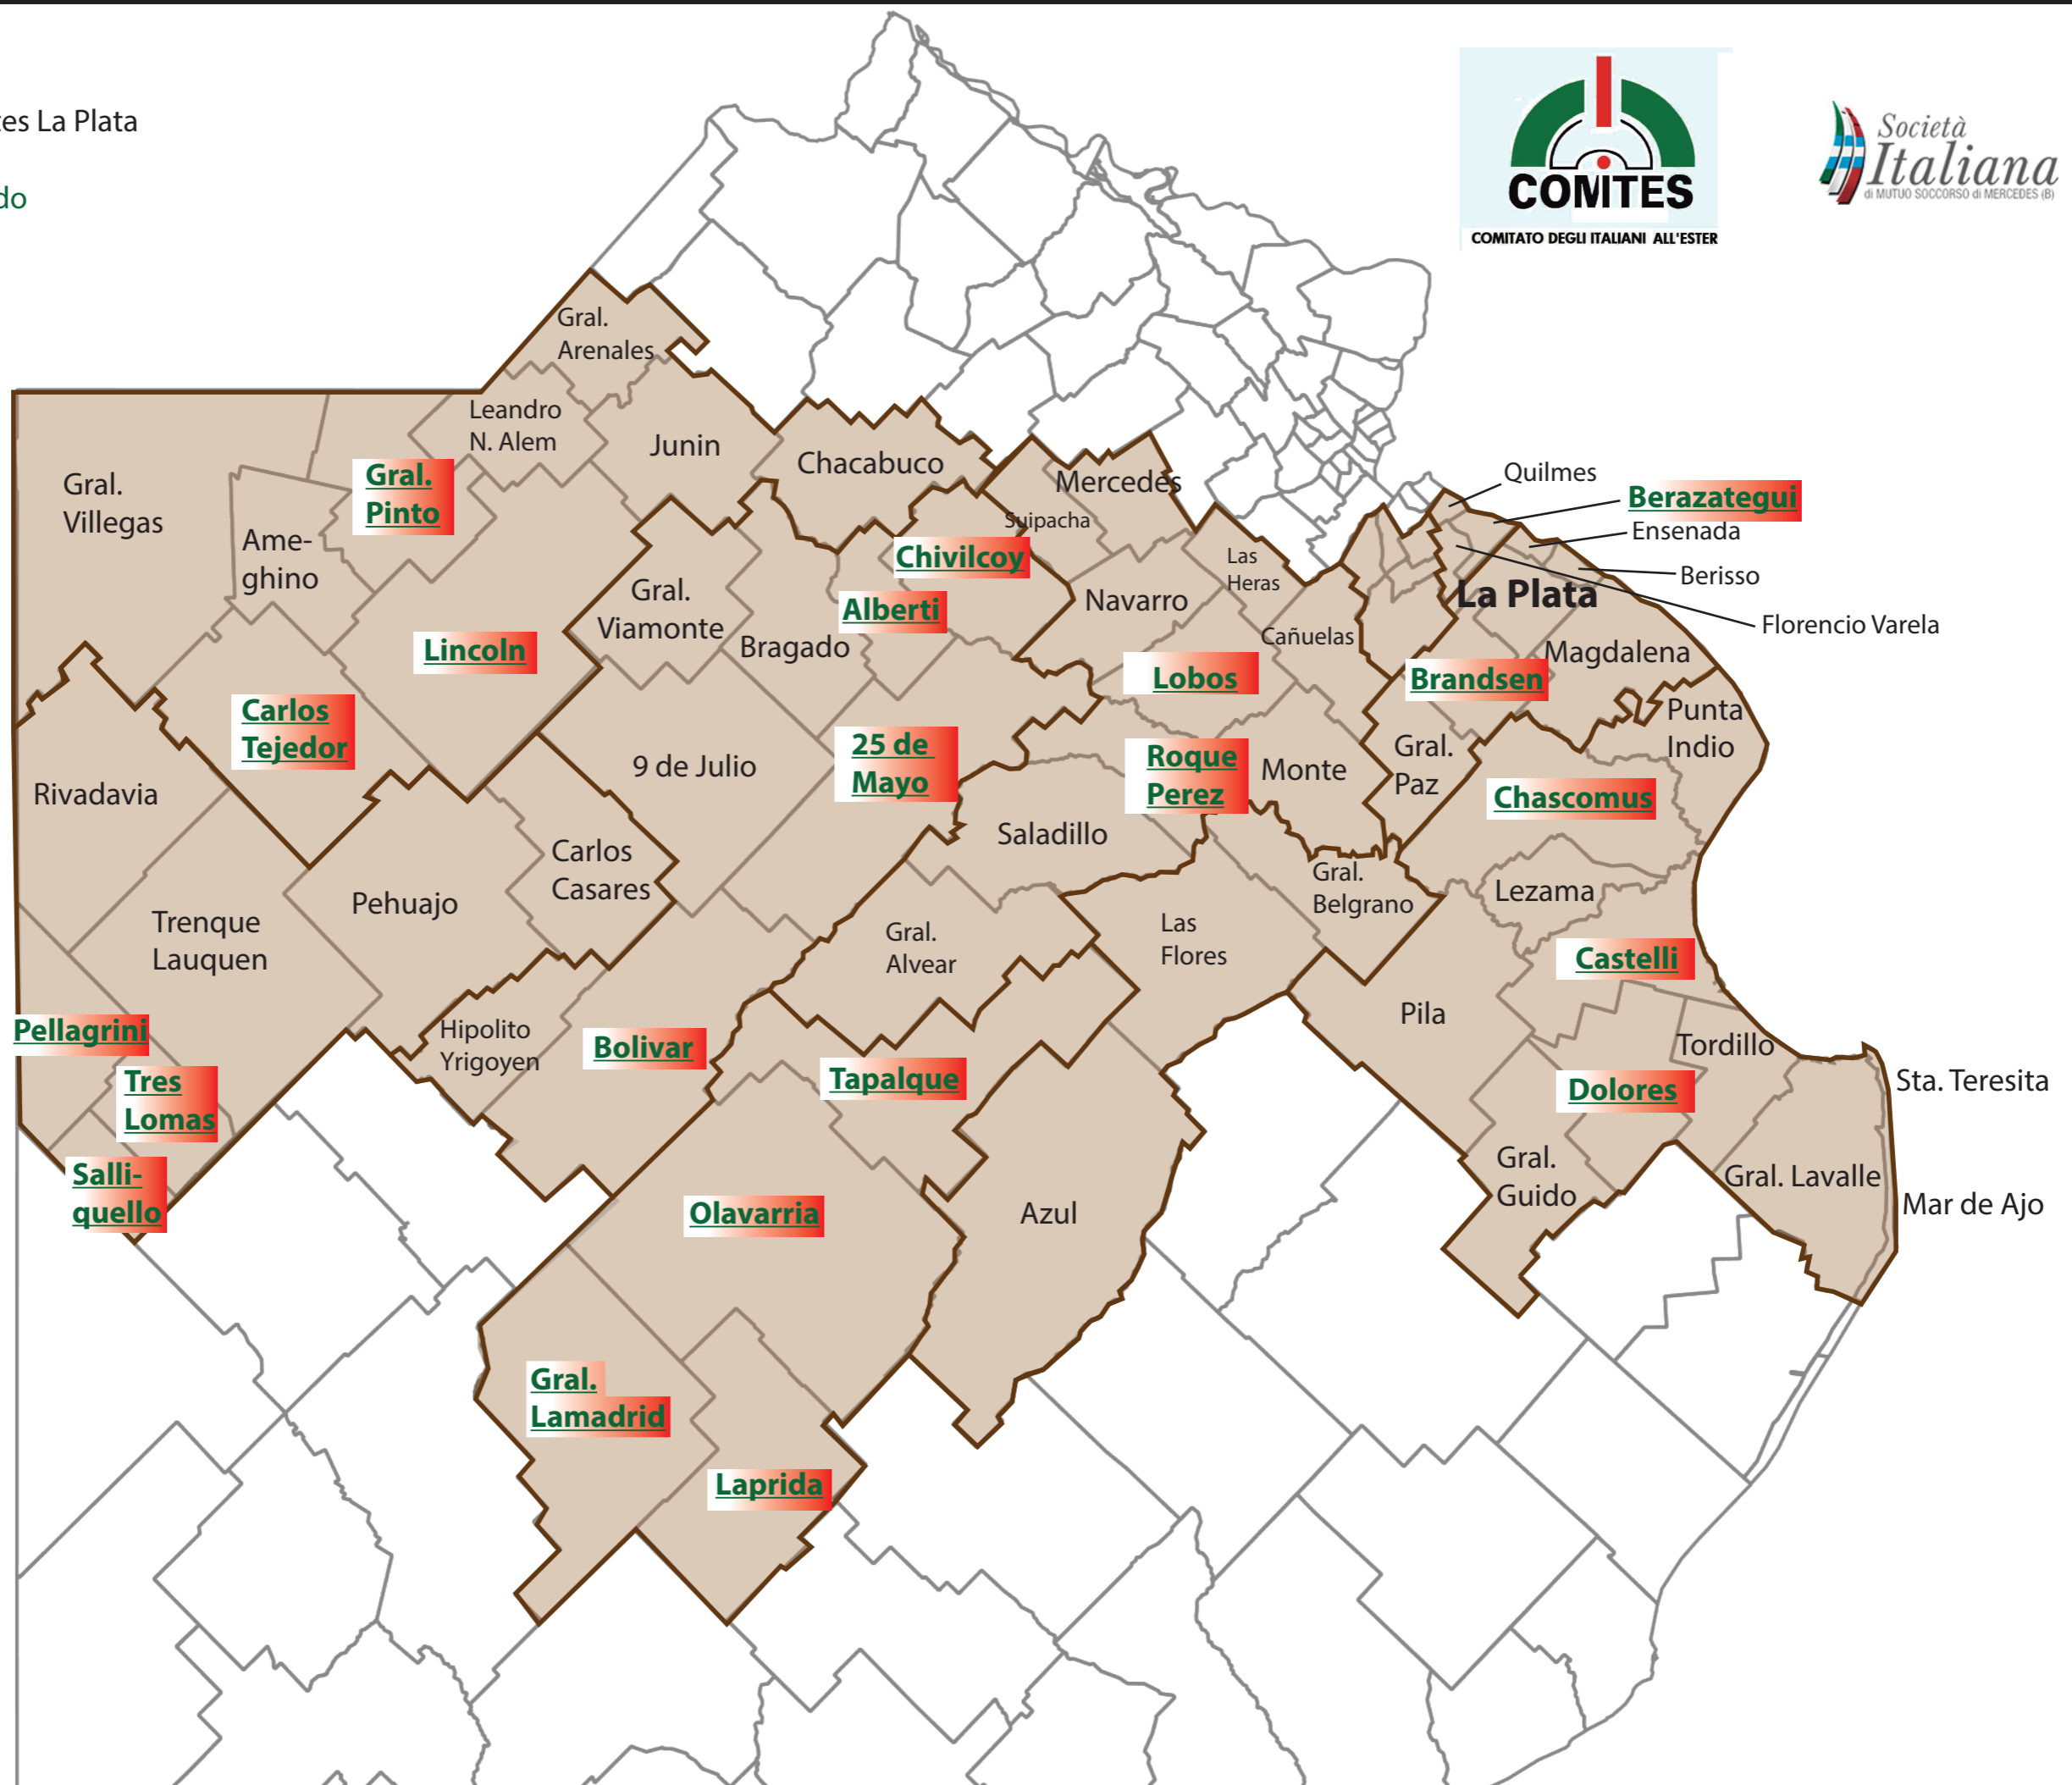 es La Plata
do
COMITES
COMITATO DEGLI ITALIANI ALL'ESTER
Società
Italiana
di MUTUO SOCCORSO di MERCEDES (B)
Gral.
Arenales
Leandro
N. Alem
Junin
Chacabuco
Mercedes
Suipacha
Gral.
Villegas
Gral.
Pinto
Ame-
ghino
Quilmes
Berazategui
Ensenada
Berisso
Florencio Varela
La Plata
Chivilcoy
Alberti
Las
Heras
Navarro
Cañuelas
Gral.
Viamonte
Bragado
Lincoln
Lobos
Brandsen
Magdalena
Punta
Indio
Carlos
Tejedor
9 de Julio
25 de
Mayo
Roque
Perez
Monte
Gral.
Paz
Chascomus
Rivadavia
Saladillo
Carlos
Casares
Pehuajo
Trenque
Lauquen
Gral.
Belgrano
Lezama
Gral.
Alvear
Las
Flores
Castelli
Pila
Pellagrini
Hipolito
Yrigoyen
Bolivar
Tapalque
Tordillo
Dolores
Sta. Teresita
Tres
Lomas
Salli-
quello
Olavarria
Azul
Gral.
Guido
Gral. Lavalle
Mar de Ajo
Gral.
Lamadrid
Laprida